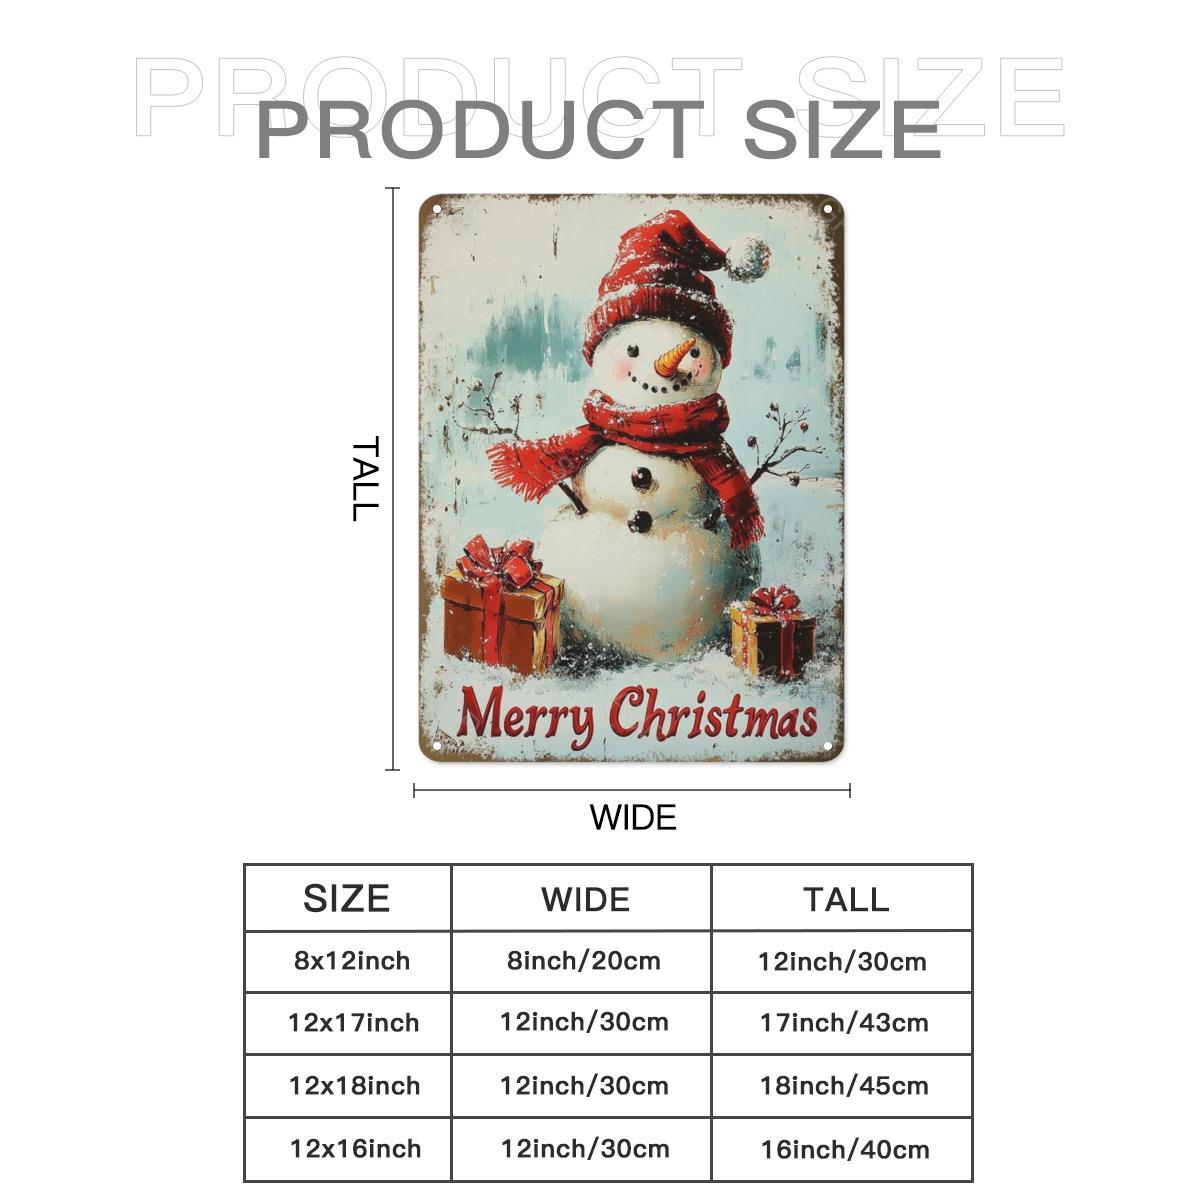 PRODUCT SIZE
PRODUCT SIZE
TALL
Merry Christmas
WIDE
SIZE WIDE TALL
8x12inch 8inch/20cm 12inch/30cm
12x17inch 12inch/30cm 17inch/43cm
12x18inch 12inch/30cm 18inch/45cm
12x16inch 12inch/30cm 16inch/40cm